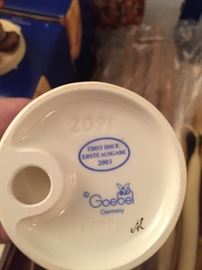 FIRST ISSUE
ERSTE AUSGABE
2001
© Goebel
Germany